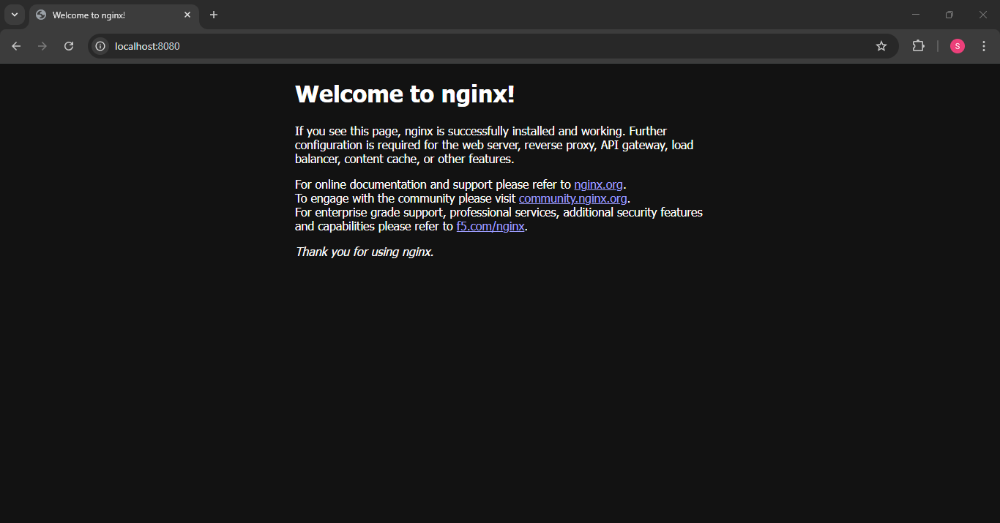 Welcome to nginx!
localhost:8080
S
Welcome to nginx!
If you see this page, nginx is successfully installed and working. Further
configuration is required for the web server, reverse proxy, API gateway, load
balancer, content cache, or other features.
For online documentation and support please refer to nginx.org.
To engage with the community please visit community.nginx.org.
For enterprise grade support, professional services, additional security features
and capabilities please refer to f5.com/nginx.
Thank you for using nginx.